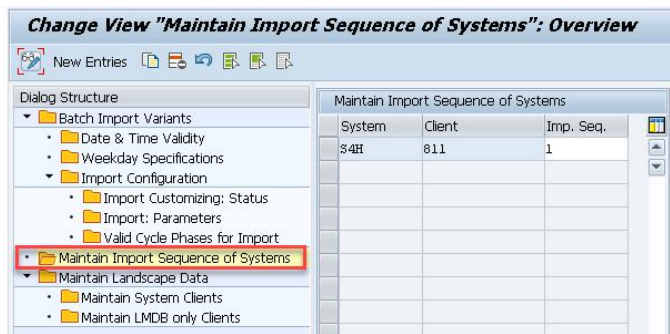 Change View "Maintain Import Sequence of Systems": Overview
New Entries
Dialog Structure
Batch Import Variants
Date & Time Validity
Weekday Specifications
Import Configuration
Import Customizing: Status
Import: Parameters
Valid Cycle Phases for Import
Maintain Import Sequence of Systems
Maintain Landscape Data
Maintain System Clients
Maintain LMDB only Clients
Maintain Import Sequence of Systems
System Client Imp. Seq.
S4H 811 1